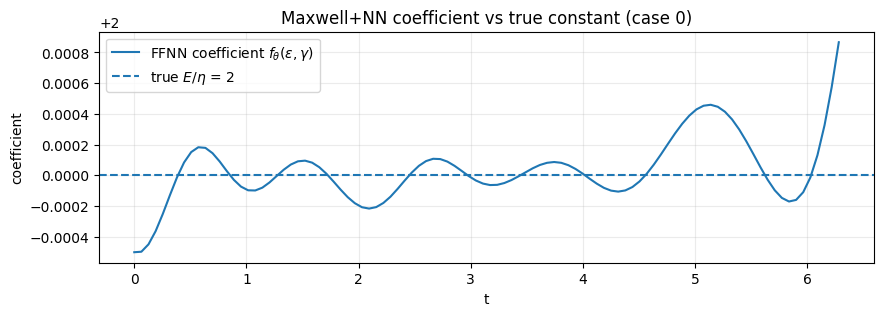 Maxwell+NN coefficient vs true constant (case 0)
+2
FFNN coefficient f_θ(ε, γ)
true E/η = 2
coefficient
0.0008
0.0006
0.0004
0.0002
0.0000
−0.0002
−0.0004
0 1 2 3 4 5 6
t